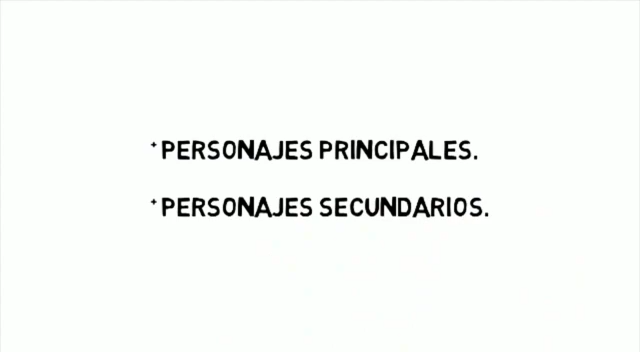 +PERSONAJES PRINCIPALES.
+PERSONAJES SECUNDARIOS.